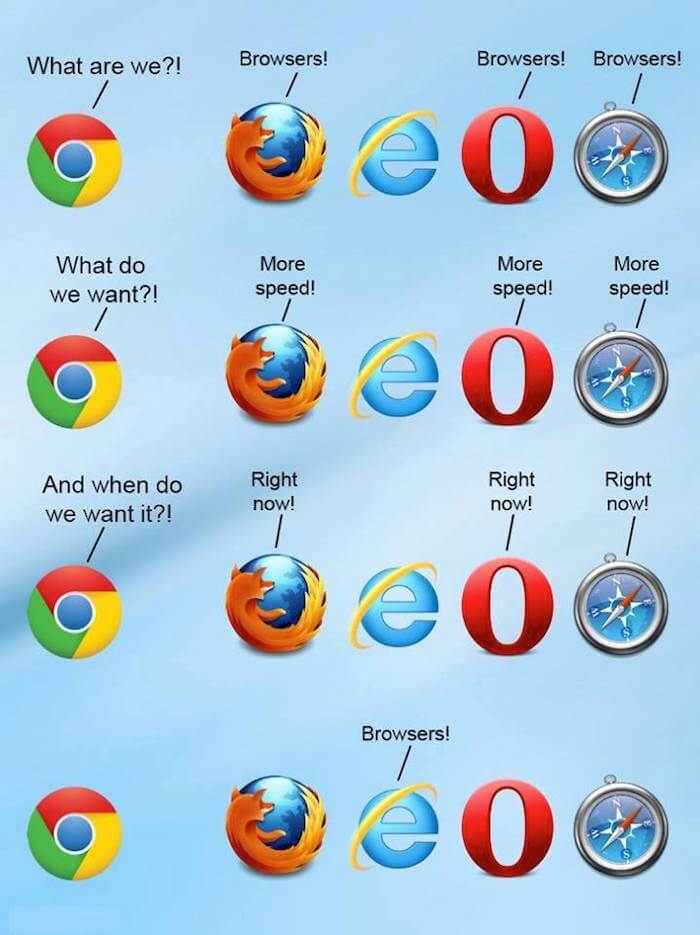 What are we?!
Browsers!
Browsers!
Browsers!
What do
we want?!
More
speed!
More
speed!
More
speed!
And when do
we want it?!
Right
now!
Right
now!
Right
now!
Browsers!